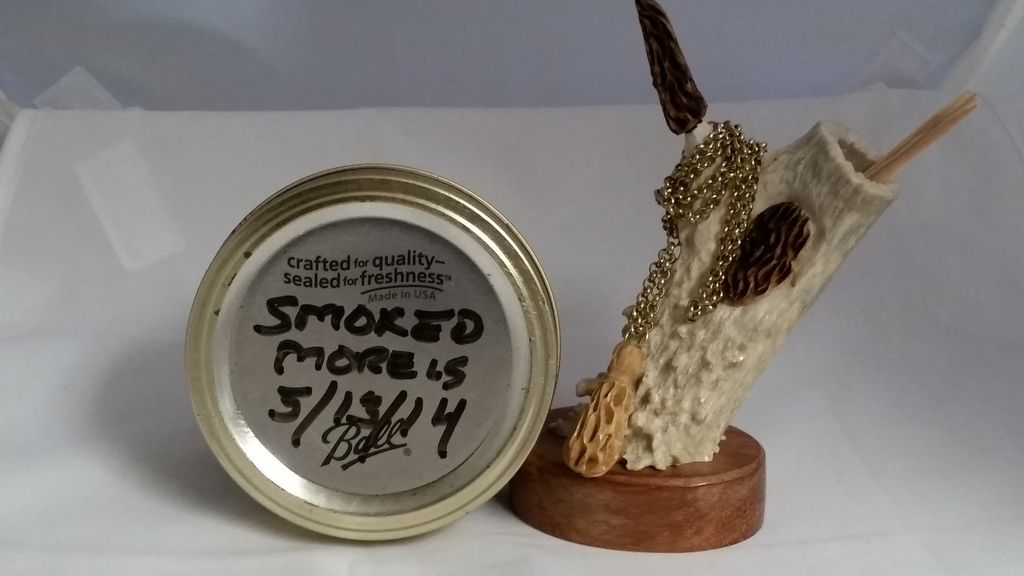 crafted for quality–
sealed for freshness™
Made in USA
SMOKED
MORELS
5/13/14
Ball®